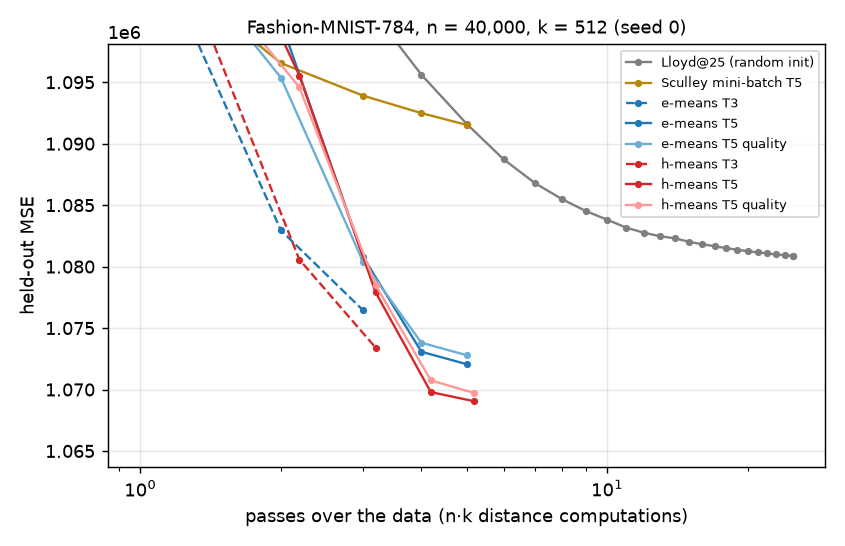 Fashion-MNIST-784, n = 40,000, k = 512 (seed 0)
1e6
Lloyd@25 (random init)
Sculley mini-batch T5
e-means T3
e-means T5
e-means T5 quality
h-means T3
h-means T5
h-means T5 quality
1.095
1.090
1.085
1.080
1.075
1.070
1.065
held-out MSE
10⁰
10¹
passes over the data (n·k distance computations)